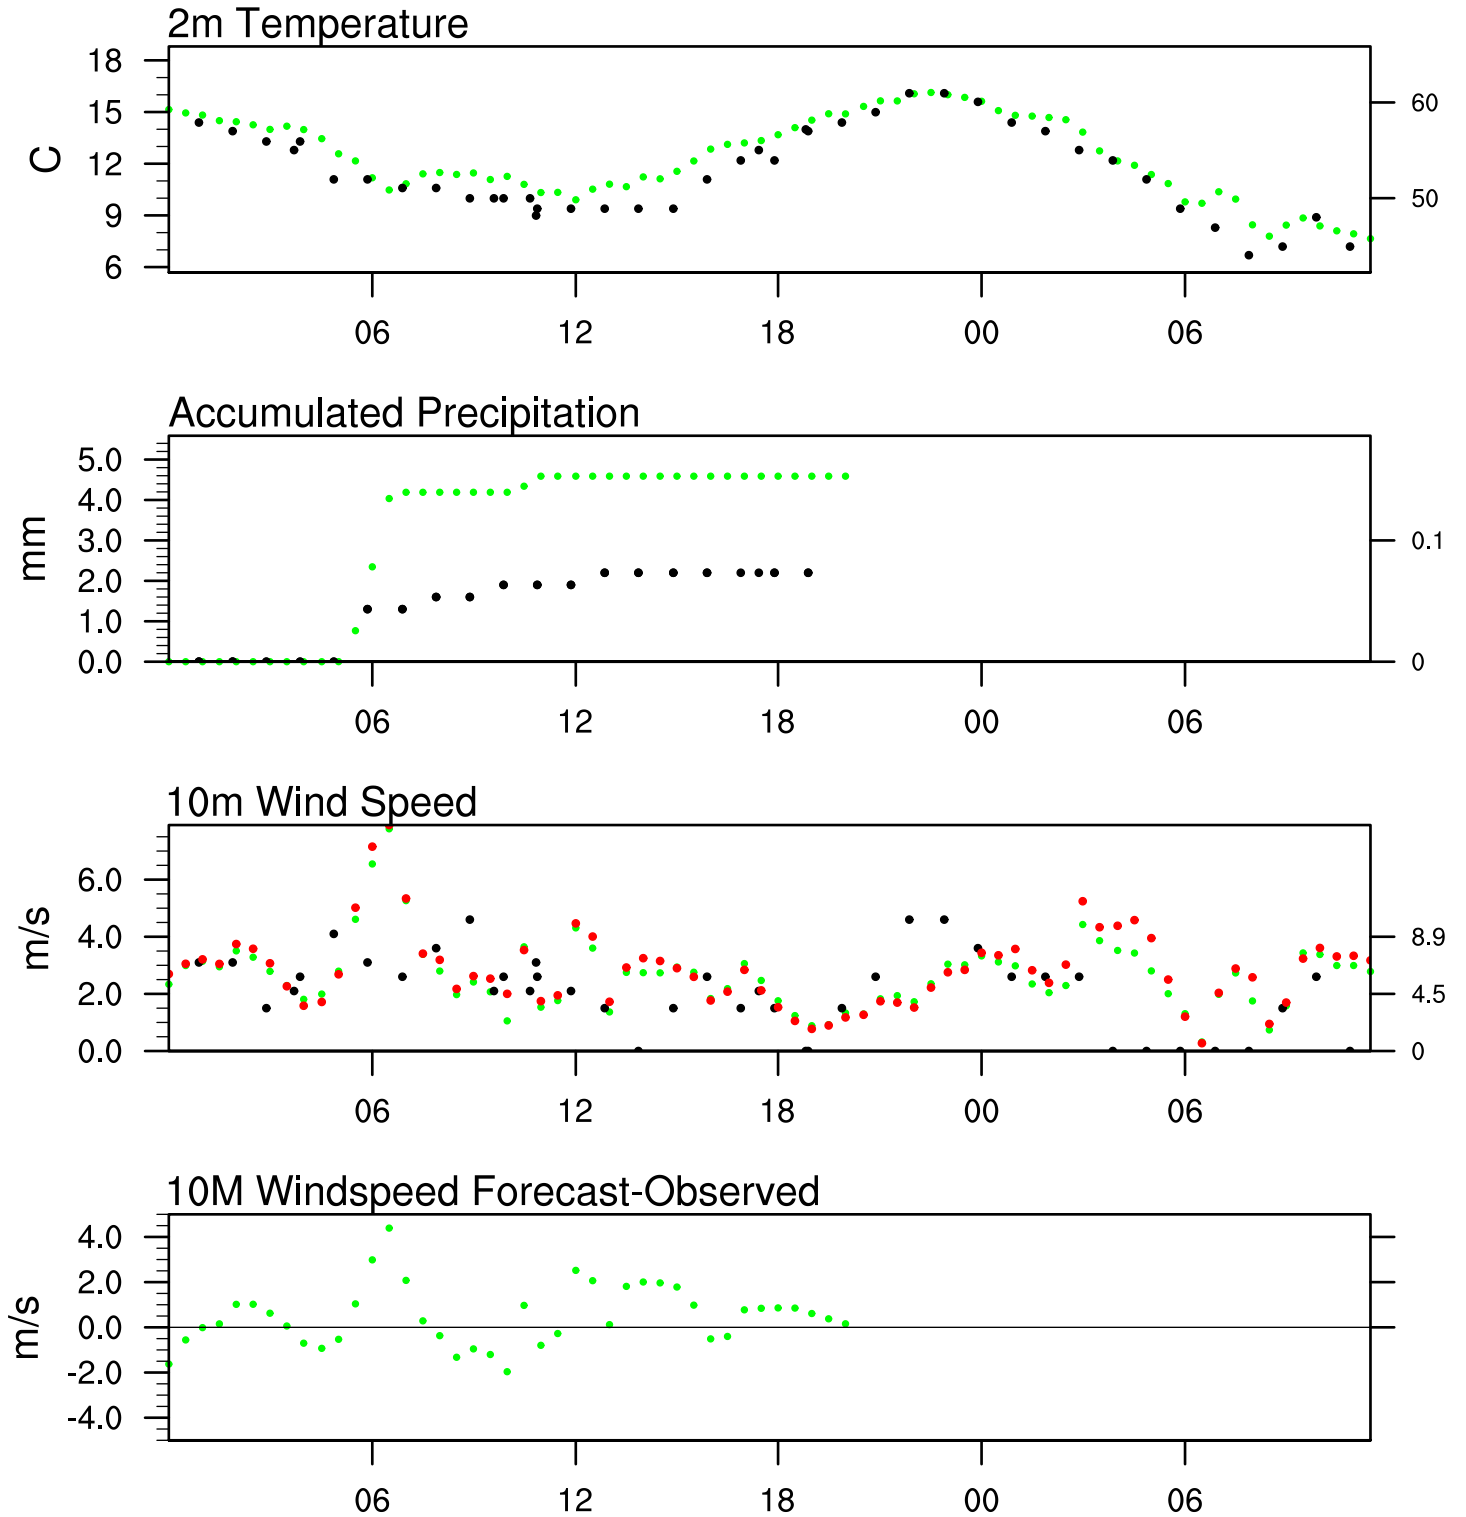 2m Temperature
18
15
12
9
6
C
60
50
06 12 18 00 06
Accumulated Precipitation
5.0
4.0
3.0
2.0
1.0
0.0
mm
0.1
0
06 12 18 00 06
10m Wind Speed
6.0
4.0
2.0
0.0
m/s
8.9
4.5
0
06 12 18 00 06
10M Windspeed Forecast-Observed
4.0
2.0
0.0
-2.0
-4.0
m/s
06 12 18 00 06